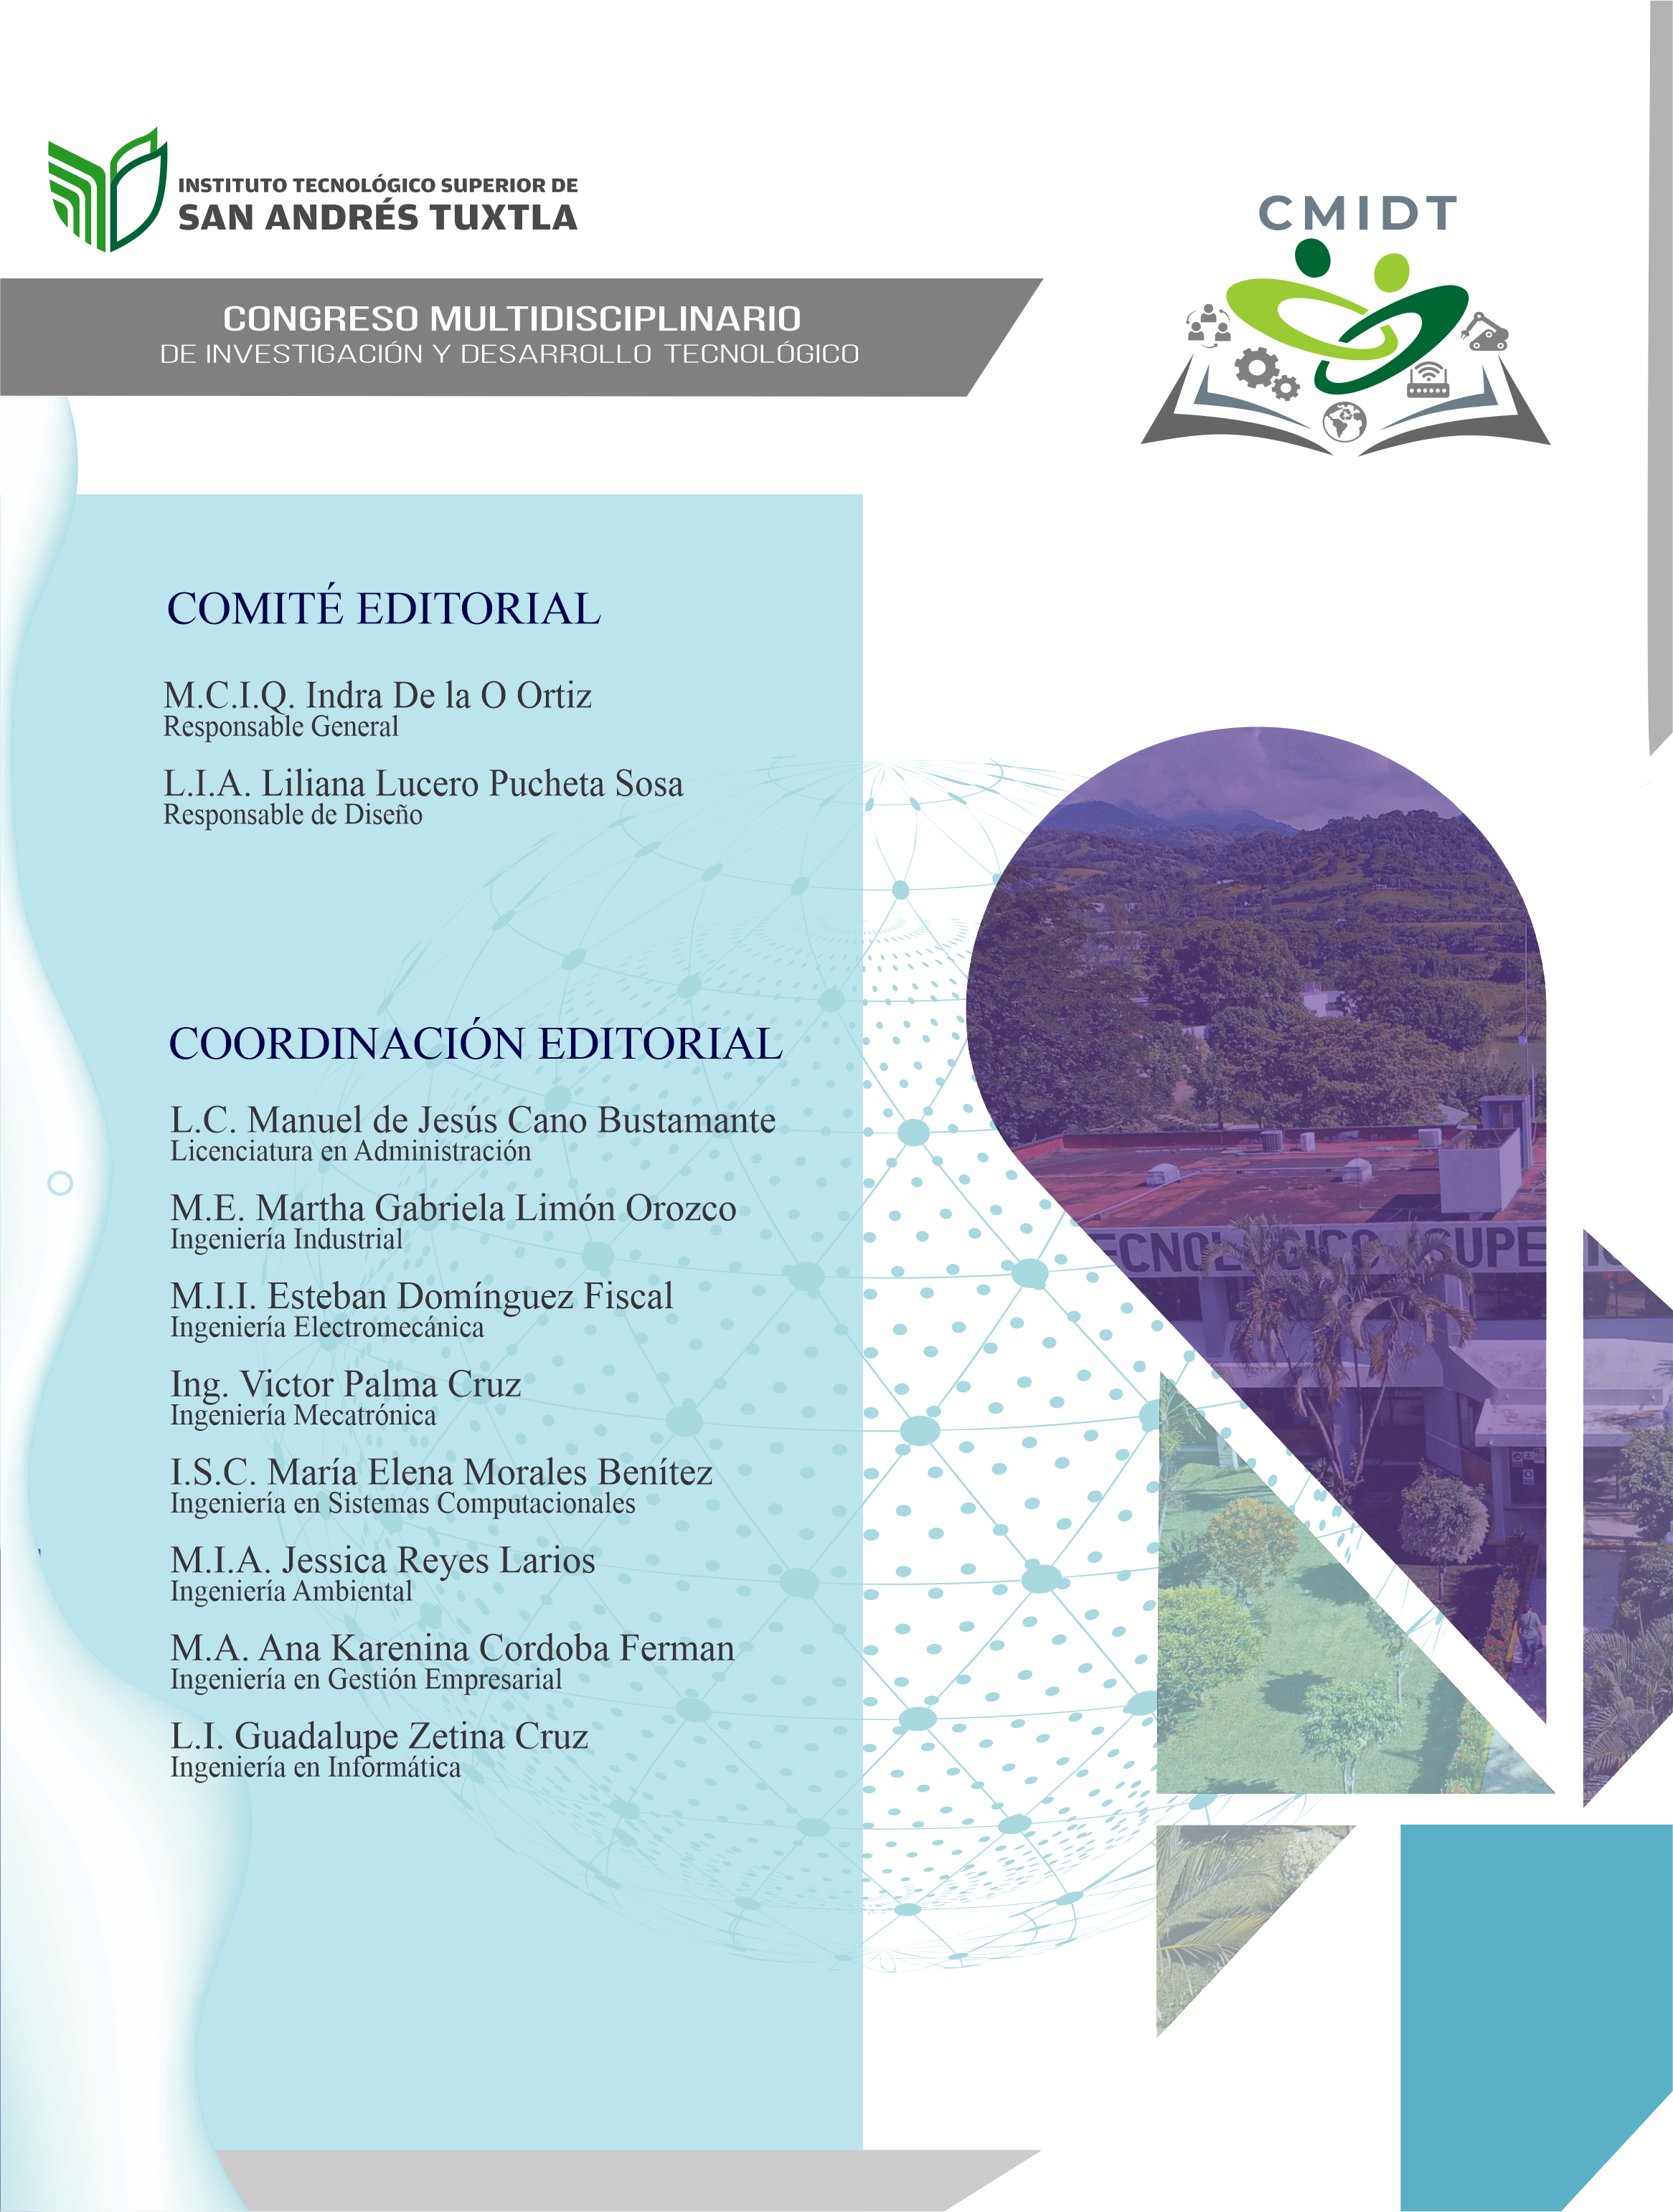 INSTITUTO TECNOLÓGICO SUPERIOR DE
SAN ANDRÉS TUXTLA
CMIDT
CONGRESO MULTIDISCIPLINARIO
DE INVESTIGACIÓN Y DESARROLLO TECNOLÓGICO
COMITÉ EDITORIAL
M.C.I.Q. Indra De la O Ortiz
Responsable General
L.I.A. Liliana Lucero Pucheta Sosa
Responsable de Diseño
COORDINACIÓN EDITORIAL
L.C. Manuel de Jesús Cano Bustamante
Licenciatura en Administración
M.E. Martha Gabriela Limón Orozco
Ingeniería Industrial
M.I.I. Esteban Domínguez Fiscal
Ingeniería Electromecánica
Ing. Victor Palma Cruz
Ingeniería Mecatrónica
I.S.C. María Elena Morales Benítez
Ingeniería en Sistemas Computacionales
M.I.A. Jessica Reyes Larios
Ingeniería Ambiental
M.A. Ana Karenina Cordoba Ferman
Ingeniería en Gestión Empresarial
L.I. Guadalupe Zetina Cruz
Ingeniería en Informática